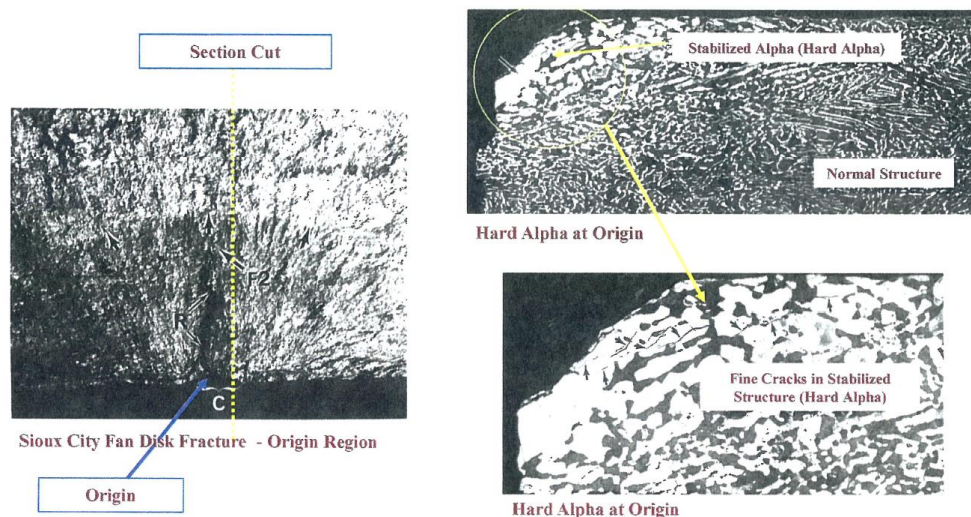 Section Cut
Sioux City Fan Disk Fracture - Origin Region
C
Origin
Stabilized Alpha (Hard Alpha)
Normal Structure
Hard Alpha at Origin
Fine Cracks in Stabilized
Structure (Hard Alpha)
Hard Alpha at Origin